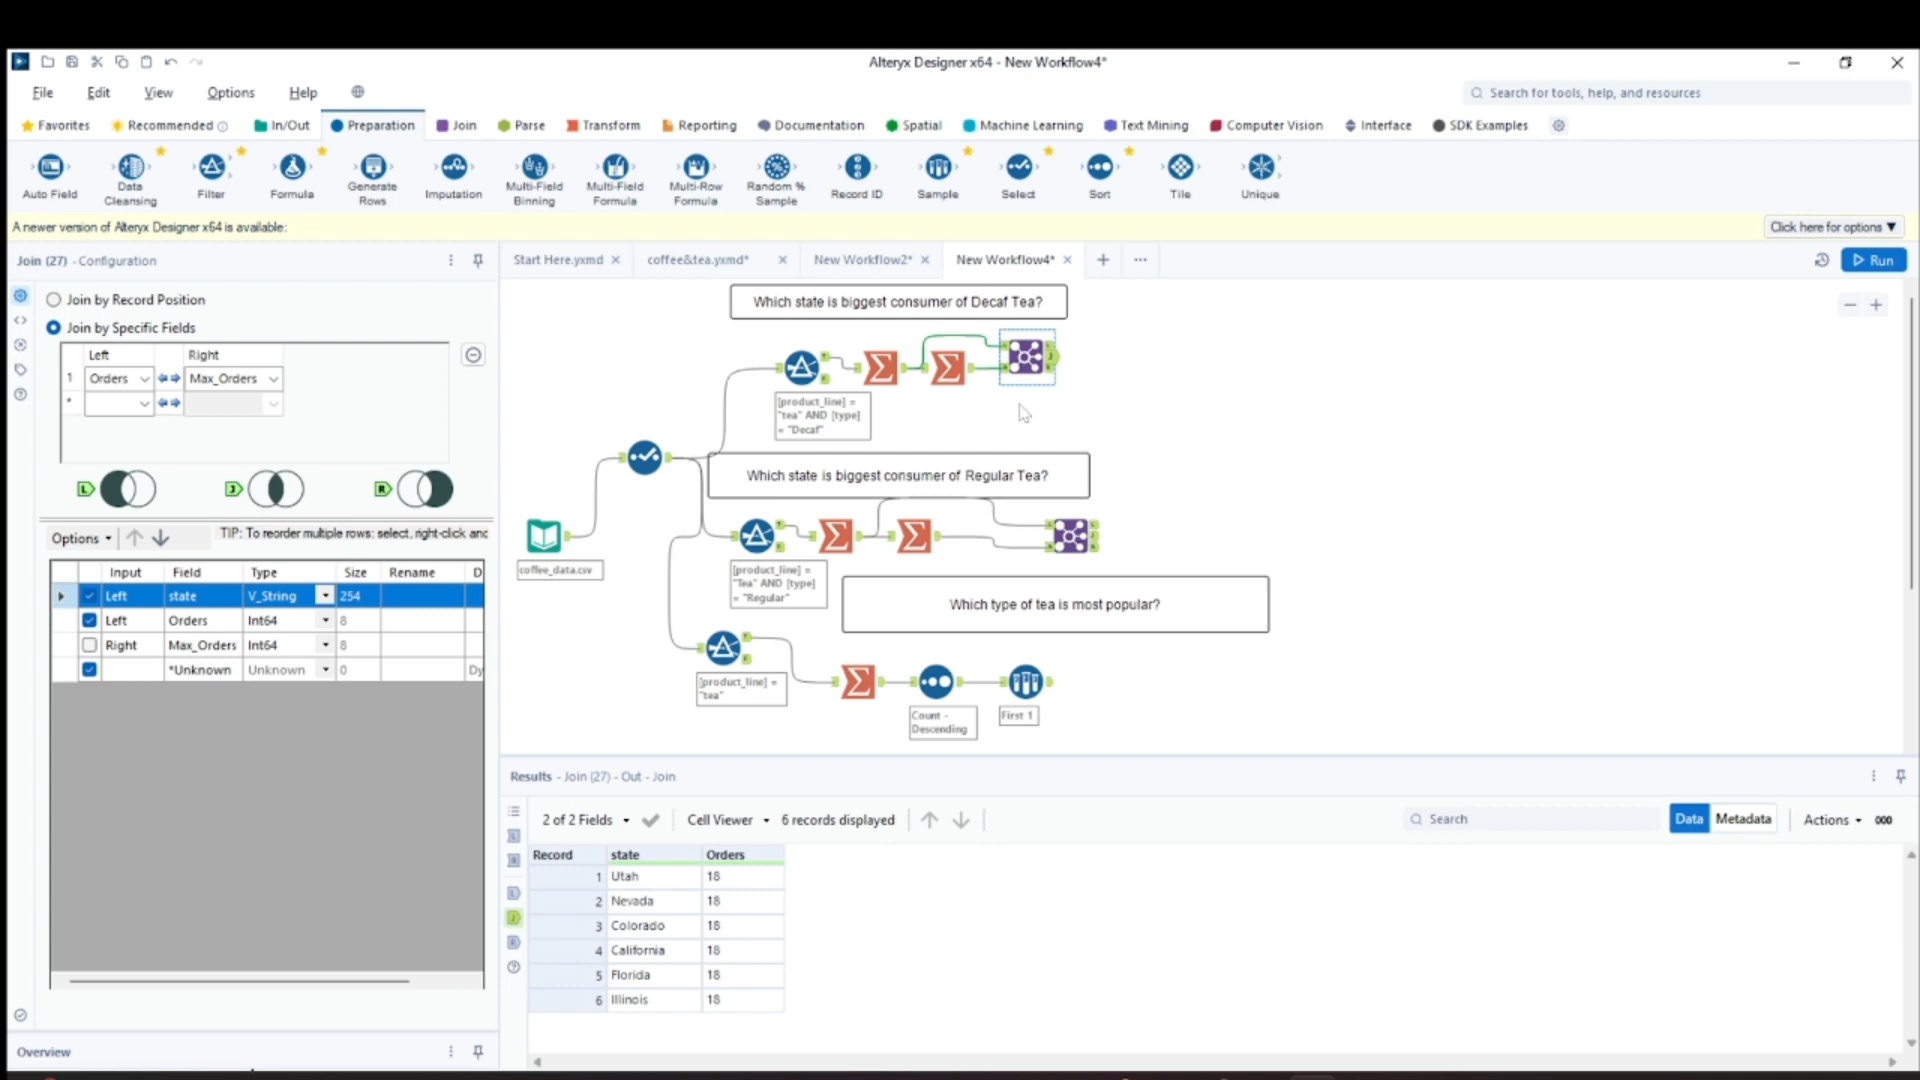 Alteryx Designer x64 - New Workflow4*
File Edit View Options Help
Search for tools, help, and resources
Favorites Recommended In/Out Preparation Join Parse Transform Reporting Documentation Spatial Machine Learning Text Mining Computer Vision Interface SDK Examples
Auto Field
Data
Cleansing
Filter
Formula
Generate
Rows
Imputation
Multi-Field
Binning
Multi-Field
Formula
Multi-Row
Formula
Random %
Sample
Record ID
Sample
Select
Sort
Tile
Unique
A newer version of Alteryx Designer x64 is available:
Click here for options ▼
Join (27) - Configuration
Start Here.yxmd
coffee&tea.yxmd*
New Workflow2*
New Workflow4*
Run
Join by Record Position
Join by Specific Fields
Left Right
1 Orders Max_Orders
*
L J R
Options
TIP: To reorder multiple rows: select, right-click and
Input Field Type Size Rename D
Left state V_String 254
Left Orders Int64 8
Right Max_Orders Int64 8
*Unknown Unknown 0 Dy
Overview
Which state is biggest consumer of Decaf Tea?
[product_line] =
"tea" AND [type]
= "Decaf"
Which state is biggest consumer of Regular Tea?
coffee_data.csv
[product_line] =
"Tea" AND [type]
= "Regular"
Which type of tea is most popular?
[product_line] =
"tea"
Count -
Descending
First 1
Results - Join (27) - Out - Join
2 of 2 Fields
Cell Viewer
6 records displayed
Search
Data Metadata
Actions
000
Record state Orders
1 Utah 18
2 Nevada 18
3 Colorado 18
4 California 18
5 Florida 18
6 Illinois 18